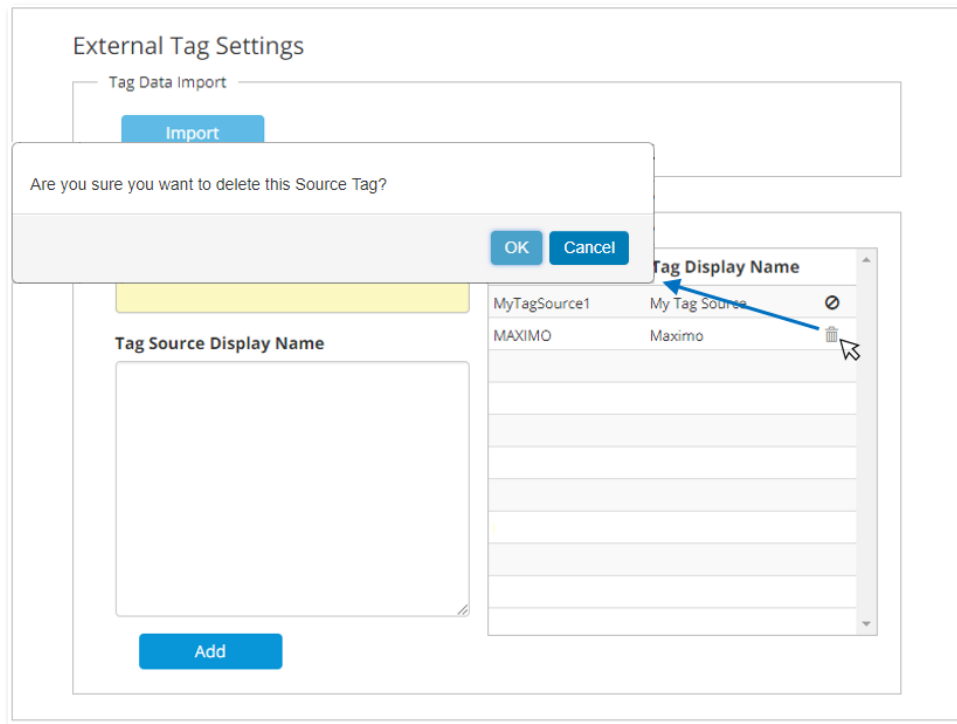 External Tag Settings
Tag Data Import
Import
Are you sure you want to delete this Source Tag?
OK Cancel
Tag Display Name
MyTagSource1 My Tag Source
MAXIMO Maximo
Tag Source Display Name
Add